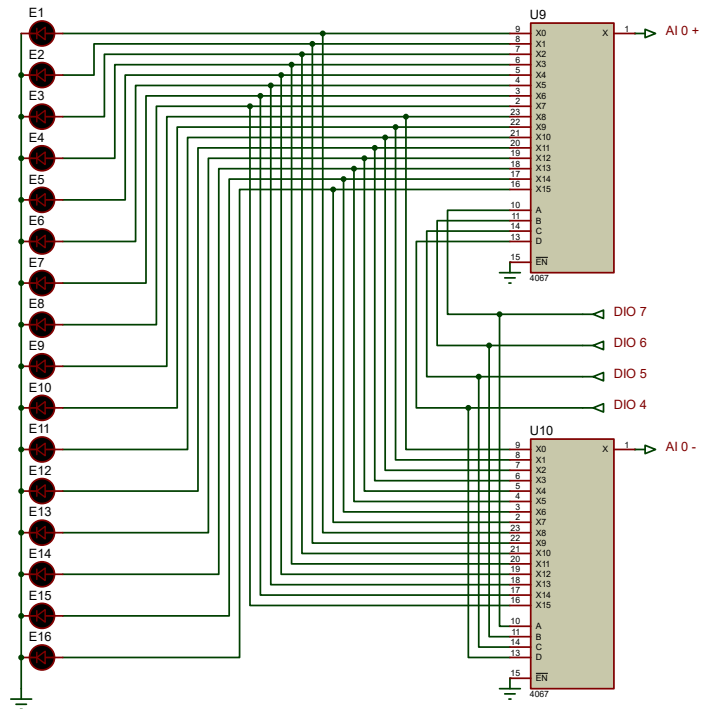 E1
E2
E3
E4
E5
E6
E7
E8
E9
E10
E11
E12
E13
E14
E15
E16
U9
9 X0
8 X1
7 X2
6 X3
5 X4
4 X5
3 X6
2 X7
23 X8
22 X9
21 X10
20 X11
19 X12
18 X13
17 X14
16 X15
10 A
11 B
14 C
13 D
15 EN
X 1
4067
AI 0 +
DIO 7
DIO 6
DIO 5
DIO 4
U10
9 X0
8 X1
7 X2
6 X3
5 X4
4 X5
3 X6
2 X7
23 X8
22 X9
21 X10
20 X11
19 X12
18 X13
17 X14
16 X15
10 A
11 B
14 C
13 D
15 EN
X 1
4067
AI 0 -